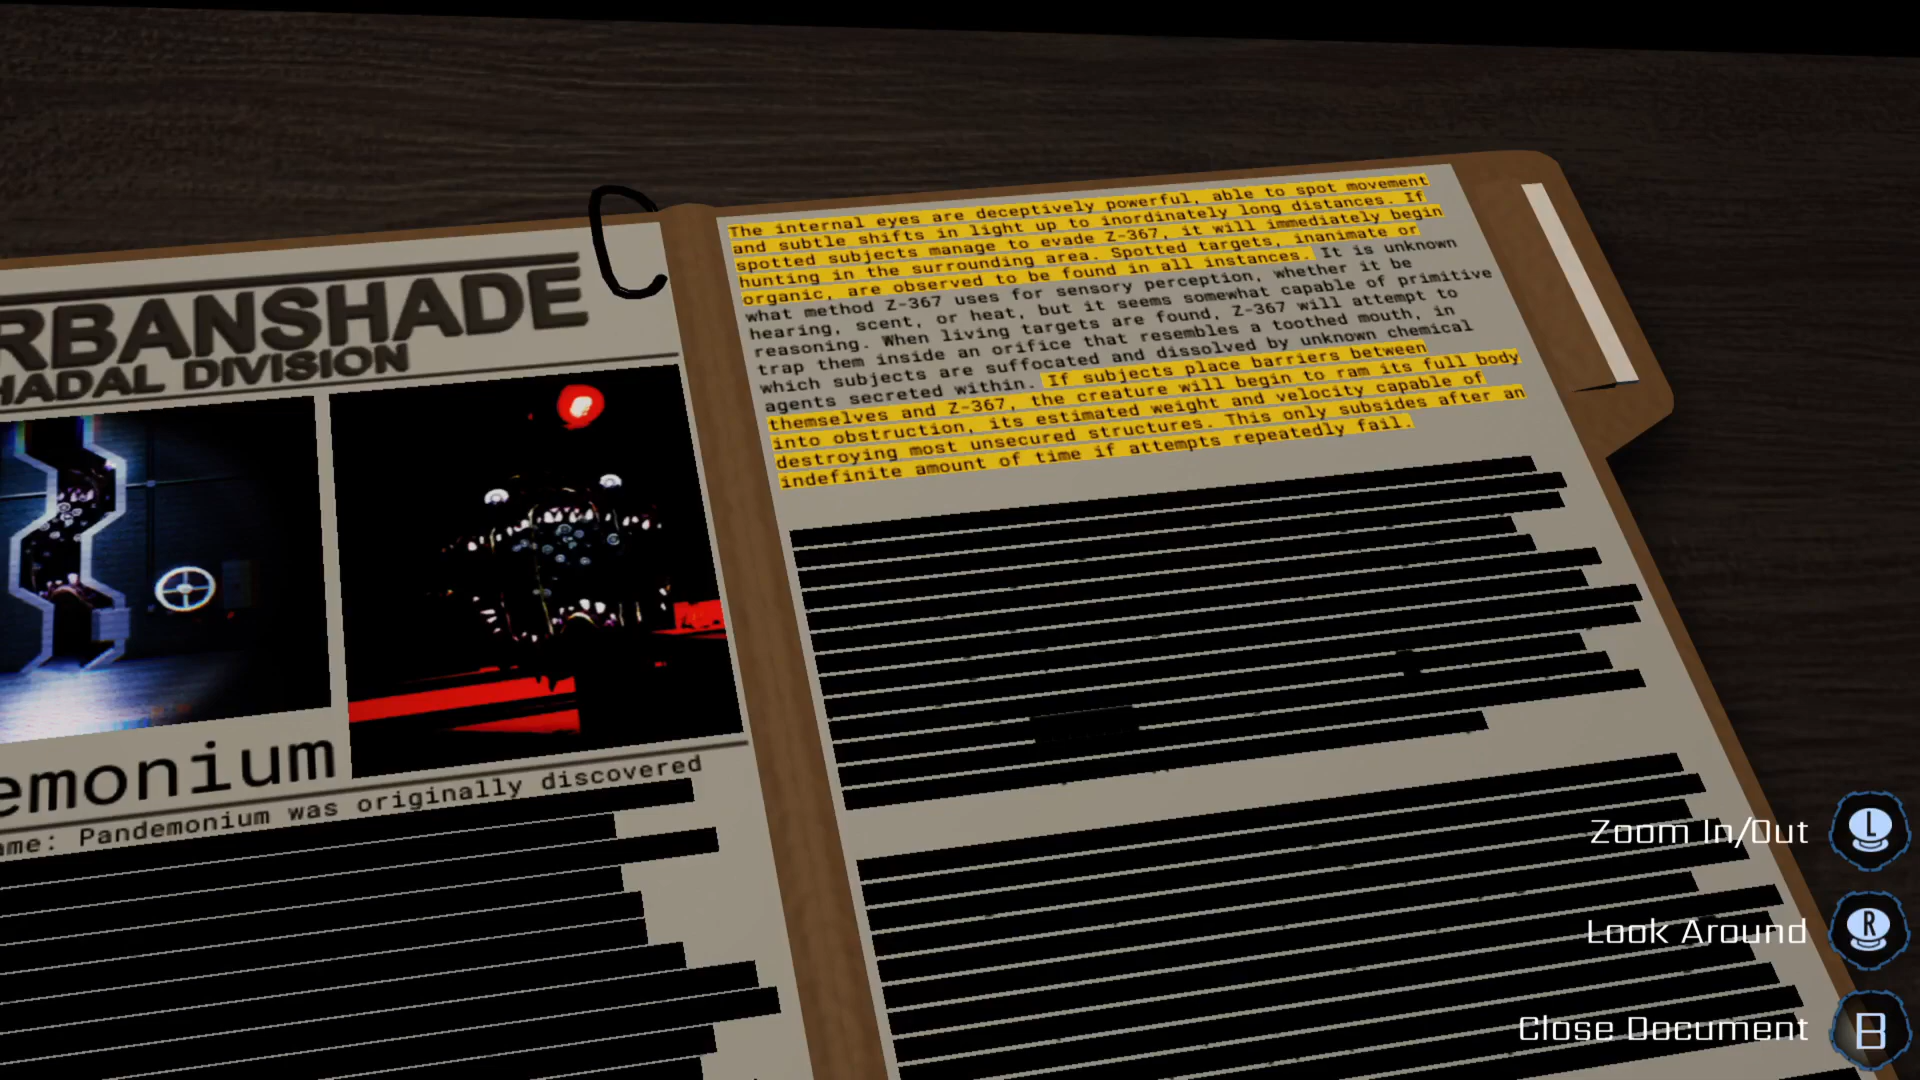 RBANSHADE
HADAL DIVISION
emonium
ame: Pandemonium was originally discovered
The internal eyes are deceptively powerful, able to spot movement
and subtle shifts in light up to inordinately long distances. If
spotted subjects manage to evade Z-367, it will immediately begin
hunting in the surrounding area. Spotted targets, inanimate or
organic, are observed to be found in all instances. It is unknown
what method Z-367 uses for sensory perception, whether it be
hearing, scent, or heat, but it seems somewhat capable of primitive
reasoning. When living targets are found, Z-367 will attempt to
trap them inside an orifice that resembles a toothed mouth, in
which subjects are suffocated and dissolved by unknown chemical
agents secreted within. If subjects place barriers between
themselves and Z-367, the creature will begin to ram its full body
into obstruction, its estimated weight and velocity capable of
destroying most unsecured structures. This only subsides after an
indefinite amount of time if attempts repeatedly fail.
Zoom In/Out L
Look Around R
Close Document B